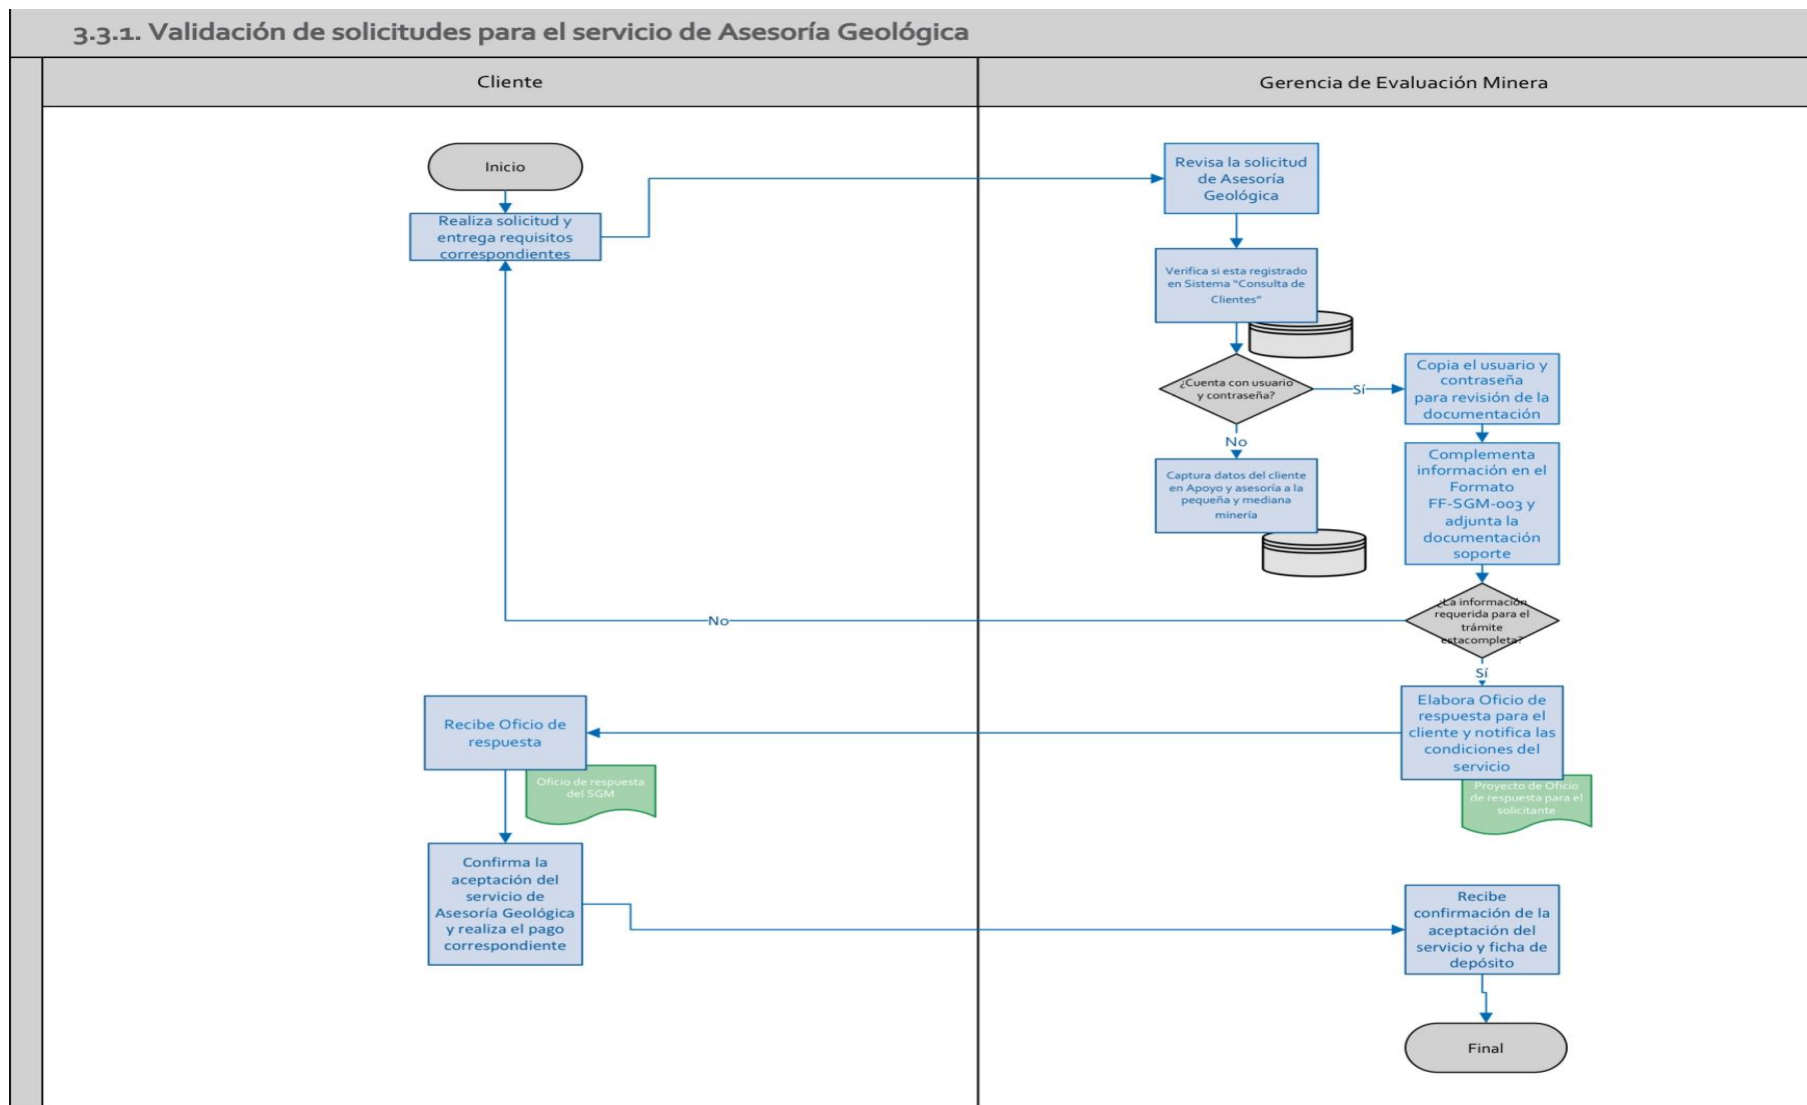 3.3.1. Validación de solicitudes para el servicio de Asesoría Geológica
Cliente
Gerencia de Evaluación Minera
Inicio
Realiza solicitud y
entrega requisitos
correspondientes
Revisa la solicitud
de Asesoría
Geológica
Verifica si esta registrado
en Sistema "Consulta de
Clientes"
¿Cuenta con usuario
y contraseña?
Sí
Copia el usuario y
contraseña
para revisión de la
documentación
No
Captura datos del cliente
en Apoyo y asesoría a la
pequeña y mediana
minería
Complementa
información en el
Formato
FF-SGM-003 y
adjunta la
documentación
soporte
¿La información
requerida para el
trámite
estacompleta?
No
Sí
Elabora Oficio de
respuesta para el
cliente y notifica las
condiciones del
servicio
Proyecto de Oficio
de respuesta para el
solicitante
Recibe Oficio de
respuesta
Oficio de respuesta
del SGM
Confirma la
aceptación del
servicio de
Asesoría Geológica
y realiza el pago
correspondiente
Recibe
confirmación de la
aceptación del
servicio y ficha de
depósito
Final